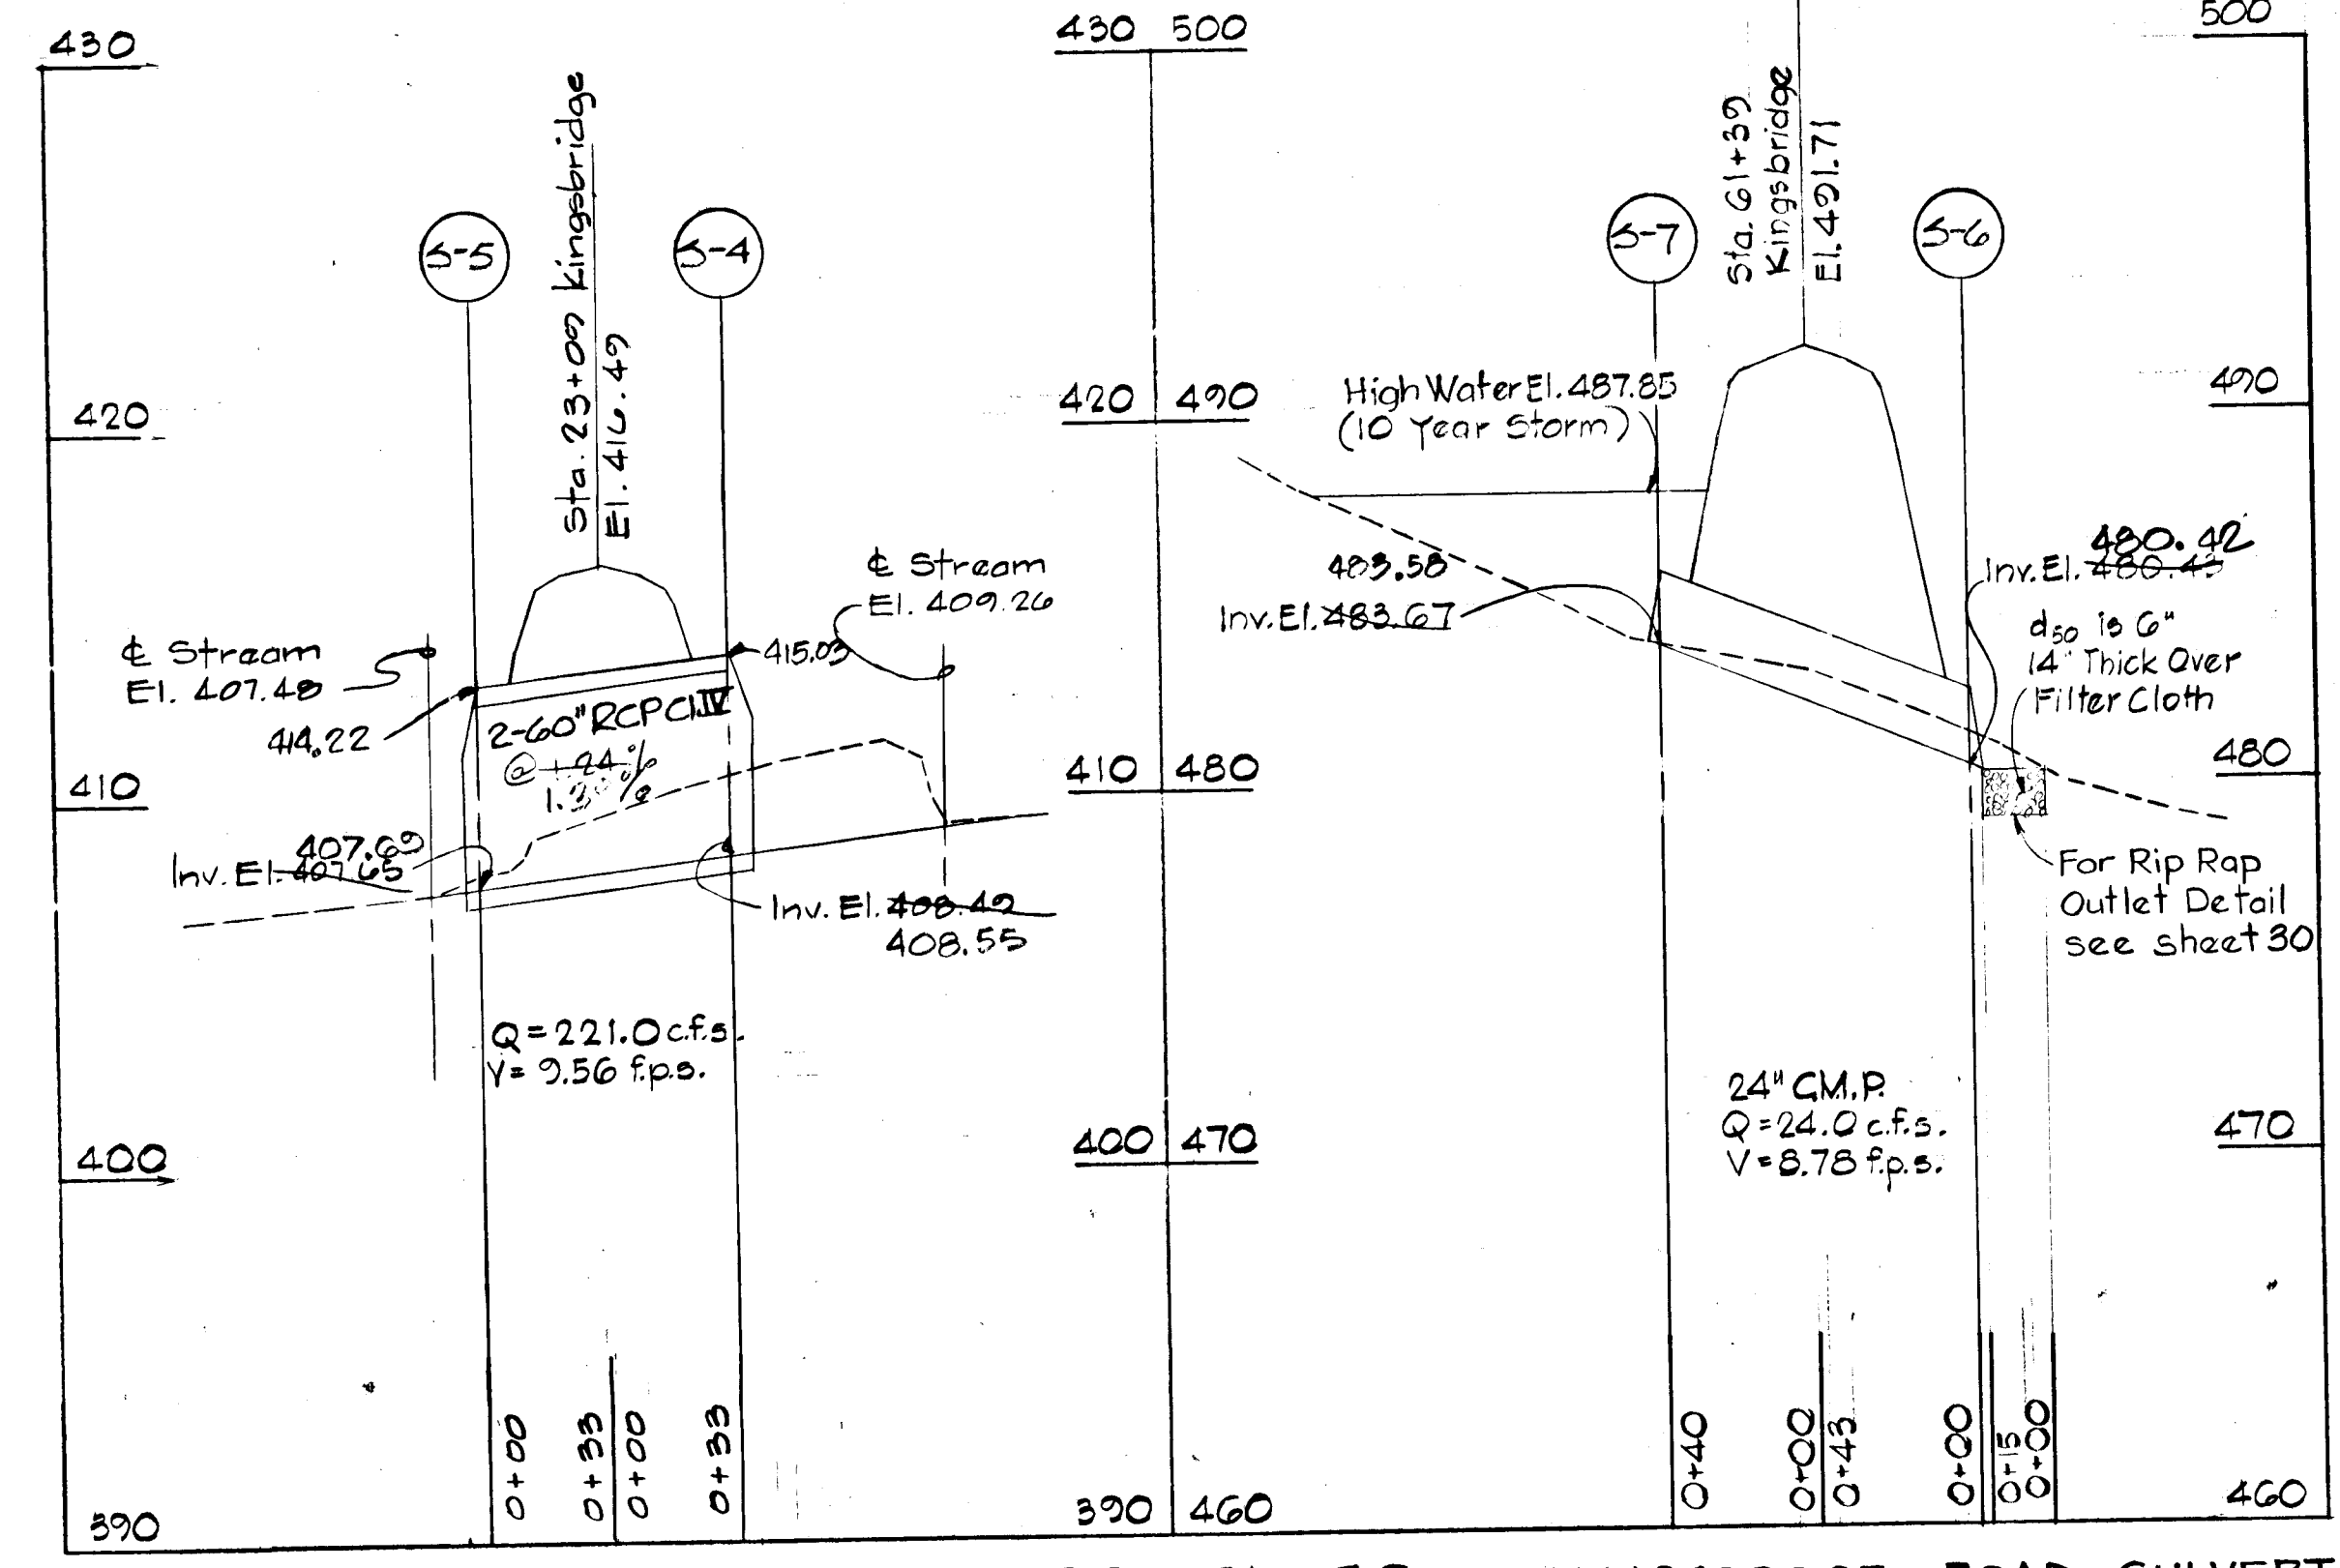 430
430 500
500
S-5
Sta. 23+09 Kingsbridge
El. 416.49
S-4
S-7
Sta. 61+39
Kingsbridge
El. 491.71
S-6
420
420 490
490
High Water El. 487.85
(10 Year Storm)
℄ Stream
El. 407.48
414.22
℄ Stream
El. 409.26
415.03
2-60" RCP Cl. IV
@ +.24%
%
407.69
Inv. El. 407.65
Inv. El. 408.49
408.55
483.58
Inv. El. 483.67
480.42
Inv. El. 480.43
d50 is 6"
14" Thick Over
Filter Cloth
410
410 480
480
For Rip Rap
Outlet Detail
see sheet 30
Q = 221.0 c.f.s.
V = 9.56 f.p.s.
24" C.M.P.
Q = 24.0 c.f.s.
V = 8.78 f.p.s.
400
400 470
470
0+00
0+33
0+00
0+33
0+40
0+00
0+43
0+00
0+15
0+00
390
390 460
460
ROAD CULVERT